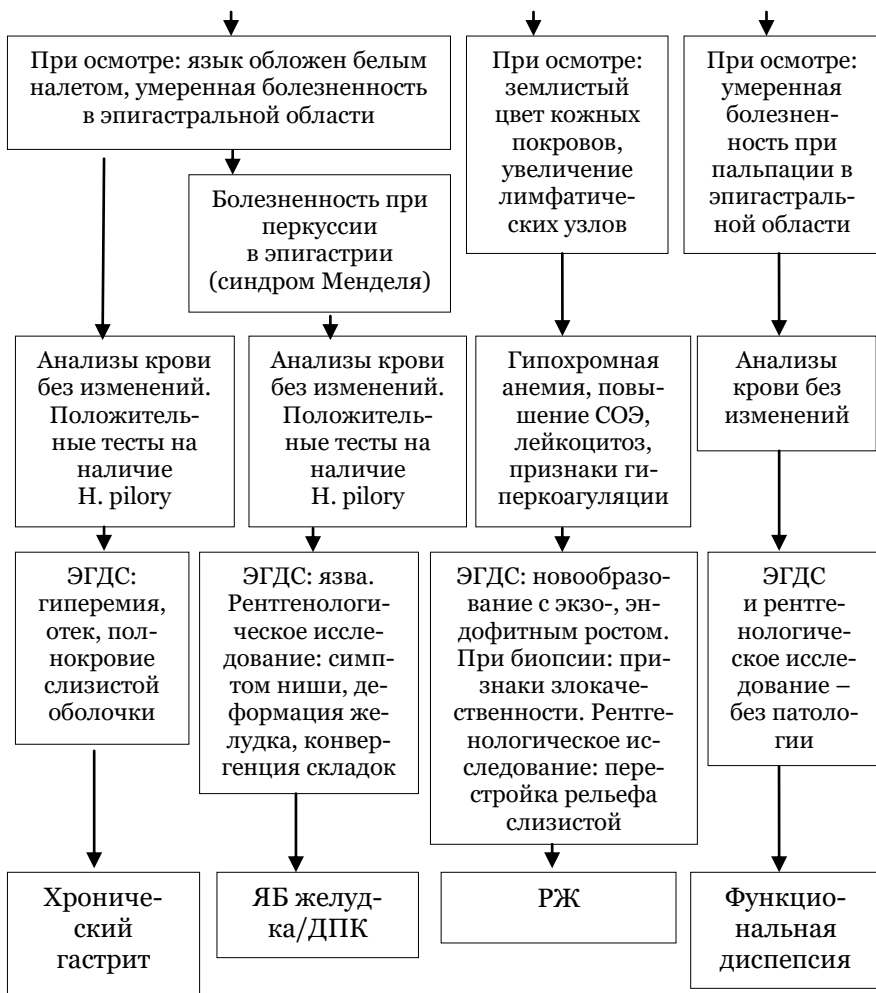 При осмотре: язык обложен белым
налетом, умеренная болезненность
в эпигастральной области
При осмотре:
землистый
цвет кожных
покровов,
увеличение
лимфатиче-
ских узлов
При осмотре:
умеренная
болезнен-
ность при
пальпации в
эпигастраль-
ной области
Болезненность при
перкуссии
в эпигастрии
(синдром Менделя)
Анализы крови
без изменений.
Положитель-
ные тесты на
наличие
H. pilory
Анализы крови
без изменений.
Положитель-
ные тесты на
наличие
H. pilory
Гипохромная
анемия, повы-
шение СОЭ,
лейкоцитоз,
признаки ги-
перкоагуляции
Анализы
крови без
изменений
ЭГДС:
гиперемия,
отек, пол-
нокровие
слизистой
оболочки
ЭГДС: язва.
Рентгенологи-
ческое иссле-
дование: симп-
том ниши, де-
формация же-
лудка, конвер-
генция складок
ЭГДС: новообразо-
вание с экзо-, эн-
дофитным ростом.
При биопсии: при-
знаки злокаче-
ственности. Рентге-
нологическое ис-
следование: пере-
стройка рельефа
слизистой
ЭГДС
и рентге-
нологиче-
ское иссле-
дование –
без патоло-
гии
Хрониче-
ский
гастрит
ЯБ желуд-
ка/ДПК
РЖ
Функцио-
нальная
диспепсия